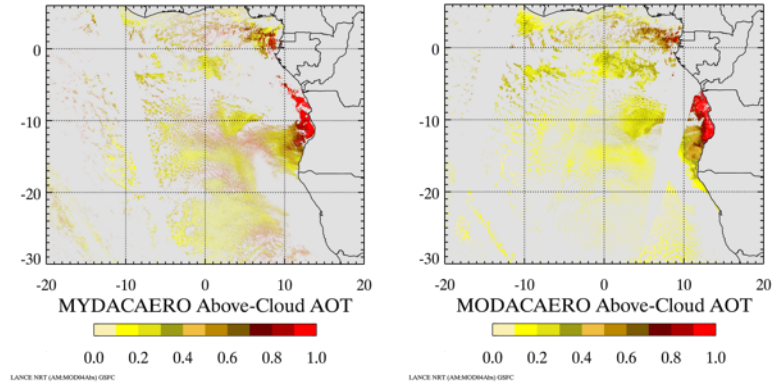 0
-10
-20
-30
-20 -10 0 10 20
MYDACAERO Above-Cloud AOT
0.0 0.2 0.4 0.6 0.8 1.0
LANCE NRT (AM:MOD04Abs) GSFC
0
-10
-20
-30
-20 -10 0 10 20
MODACAERO Above-Cloud AOT
0.0 0.2 0.4 0.6 0.8 1.0
LANCE NRT (AM:MOD04Abs) GSFC